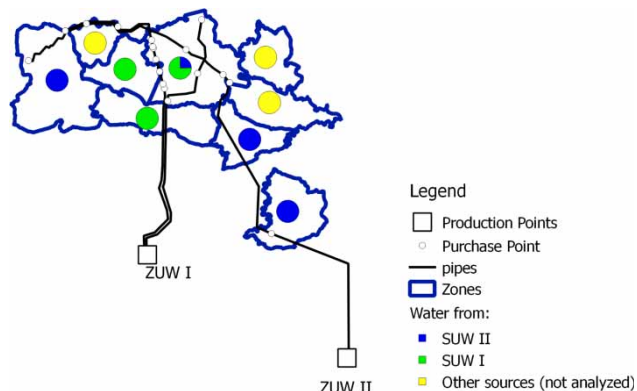 ZUW I
ZUW II
Legend
Production Points
Purchase Point
pipes
Zones
Water from:
SUW II
SUW I
Other sources (not analyzed)